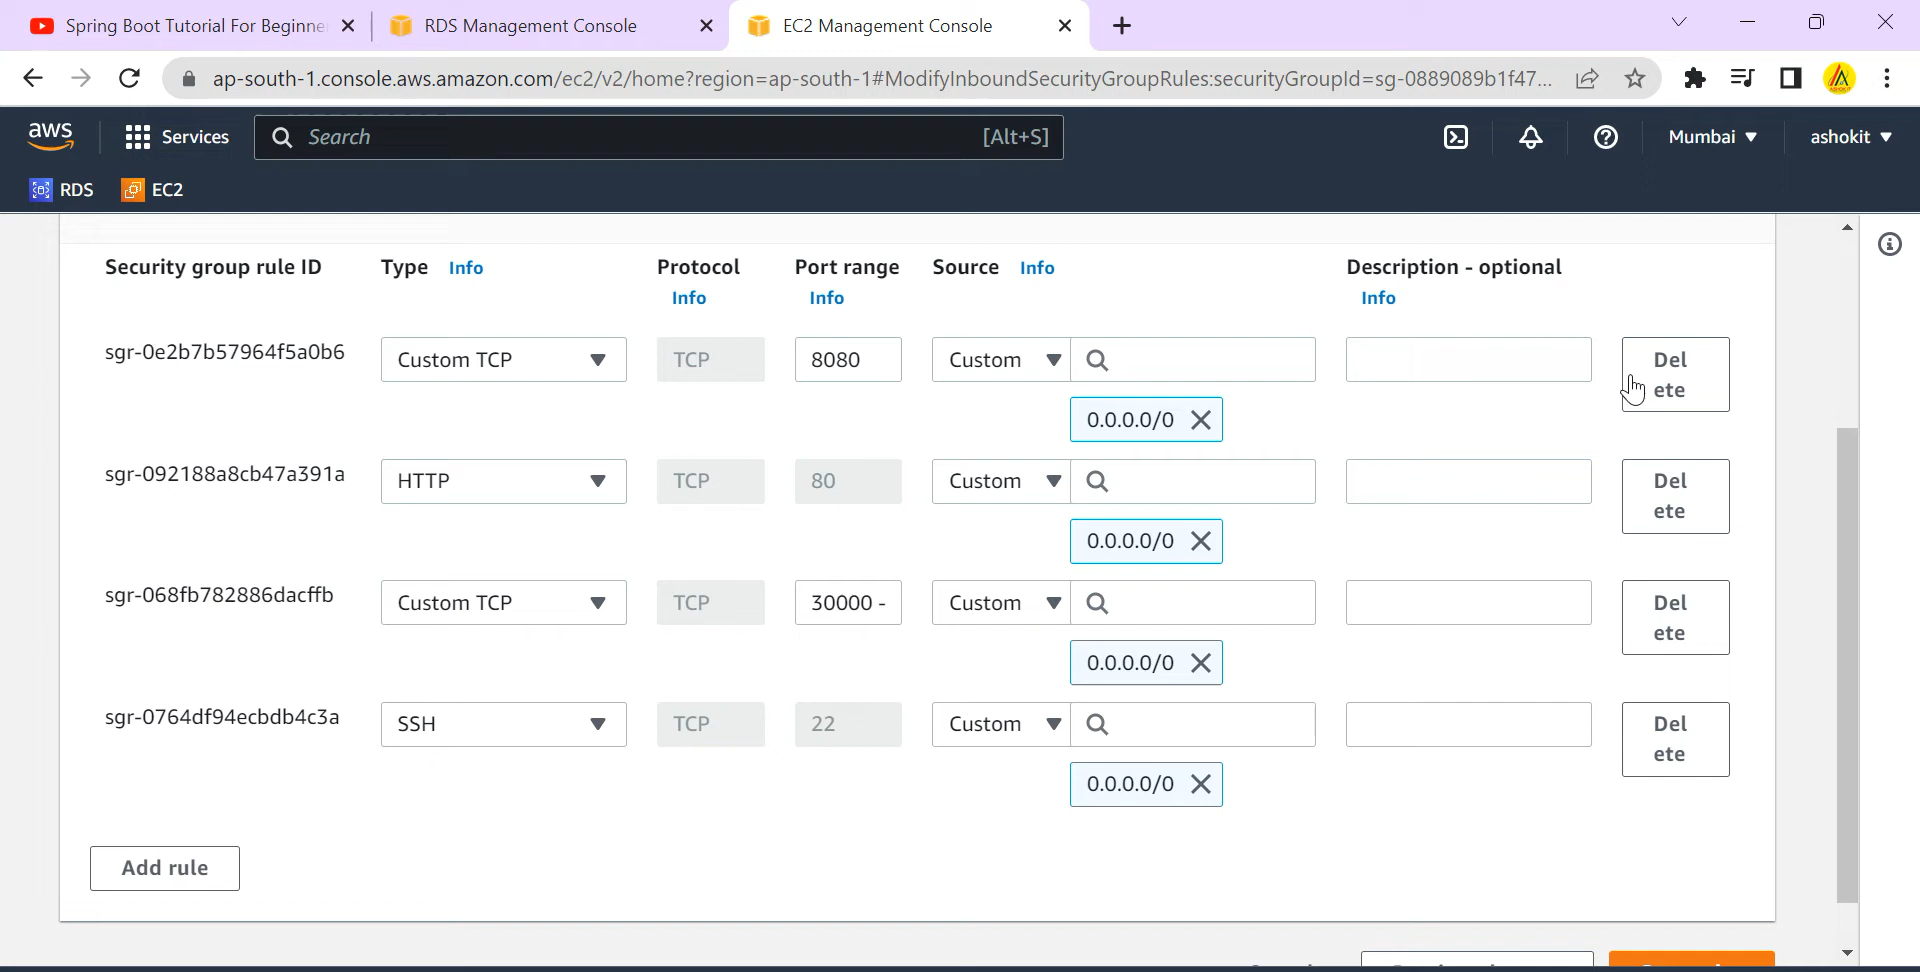 Spring Boot Tutorial For Beginne
RDS Management Console
EC2 Management Console
ap-south-1.console.aws.amazon.com/ec2/v2/home?region=ap-south-1#ModifyInboundSecurityGroupRules:securityGroupId=sg-0889089b1f47...
aws Services Search [Alt+S] Mumbai ashokit
RDS EC2
Security group rule ID Type Info Protocol Port range Source Info Description - optional
Info Info Info
sgr-0e2b7b57964f5a0b6 Custom TCP TCP 8080 Custom Del
ete
0.0.0.0/0
sgr-092188a8cb47a391a HTTP TCP 80 Custom Del
ete
0.0.0.0/0
sgr-068fb782886dacffb Custom TCP TCP 30000 - Custom Del
ete
0.0.0.0/0
sgr-0764df94ecbdb4c3a SSH TCP 22 Custom Del
ete
0.0.0.0/0
Add rule